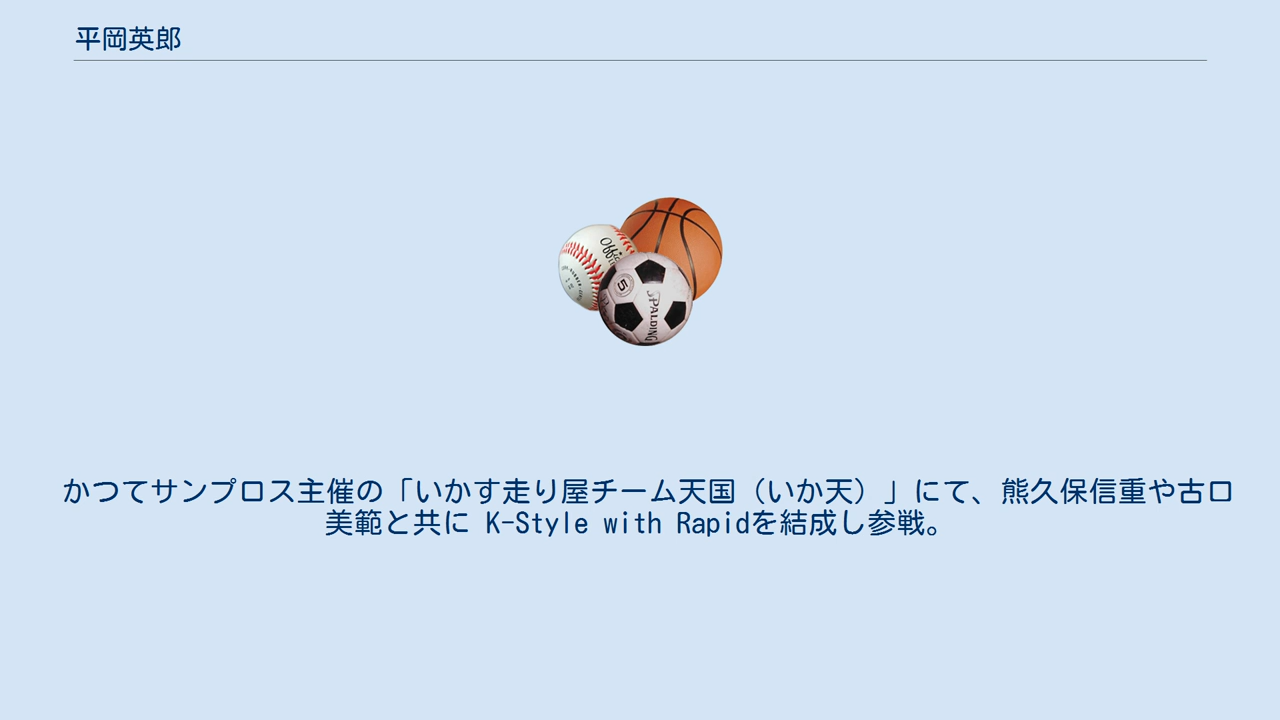 平岡英郎
Offici
5
SPALDING
かつてサンプロス主催の「いかす走り屋チーム天国（いか天）」にて、熊久保信重や古口
美範と共に K-Style with Rapidを結成し参戦。